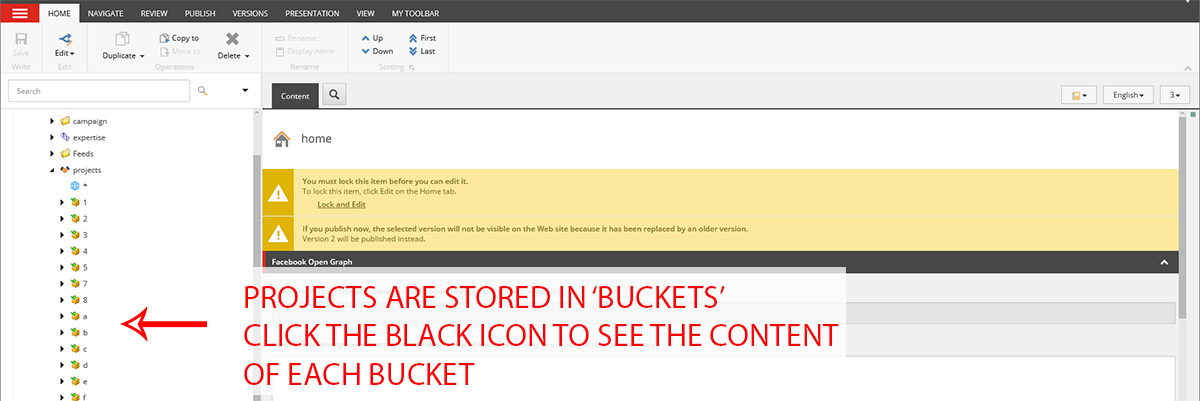 HOME NAVIGATE REVIEW PUBLISH VERSIONS PRESENTATION VIEW MY TOOLBAR
Save Edit Duplicate Copy to Move to Delete Rename Display name Up Down First Last
Write Edit Operations Rename Sorting
Search
Content
English 3
campaign
expertise
Feeds
projects
*
1
2
3
4
5
7
8
a
b
c
d
e
f
home
You must lock this item before you can edit it.
To lock this item, click Edit on the Home tab.
Lock and Edit
If you publish now, the selected version will not be visible on the Web site because it has been replaced by an older version.
Version 2 will be published instead.
Facebook Open Graph
PROJECTS ARE STORED IN ‘BUCKETS’
CLICK THE BLACK ICON TO SEE THE CONTENT
OF EACH BUCKET